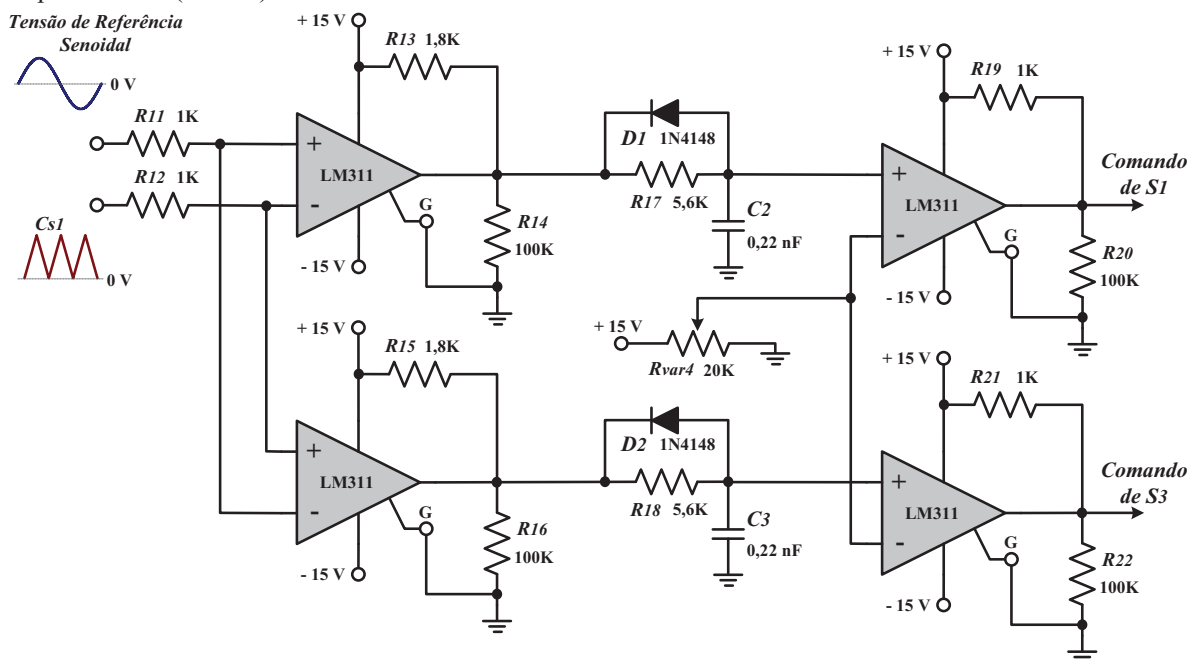 Tensão de Referência
Senoidal
0 V
R11 1K
R12 1K
Cs1
0 V
+ 15 V
R13 1,8K
+
-
LM311
G
R14
100K
- 15 V
D1 1N4148
R17 5,6K
C2
0,22 nF
+ 15 V
R19 1K
+
-
LM311
G
R20
100K
- 15 V
Comando
de S1
+ 15 V
Rvar4 20K
+ 15 V
R15 1,8K
+
-
LM311
G
R16
100K
- 15 V
D2 1N4148
R18 5,6K
C3
0,22 nF
+ 15 V
R21 1K
+
-
LM311
G
R22
100K
- 15 V
Comando
de S3